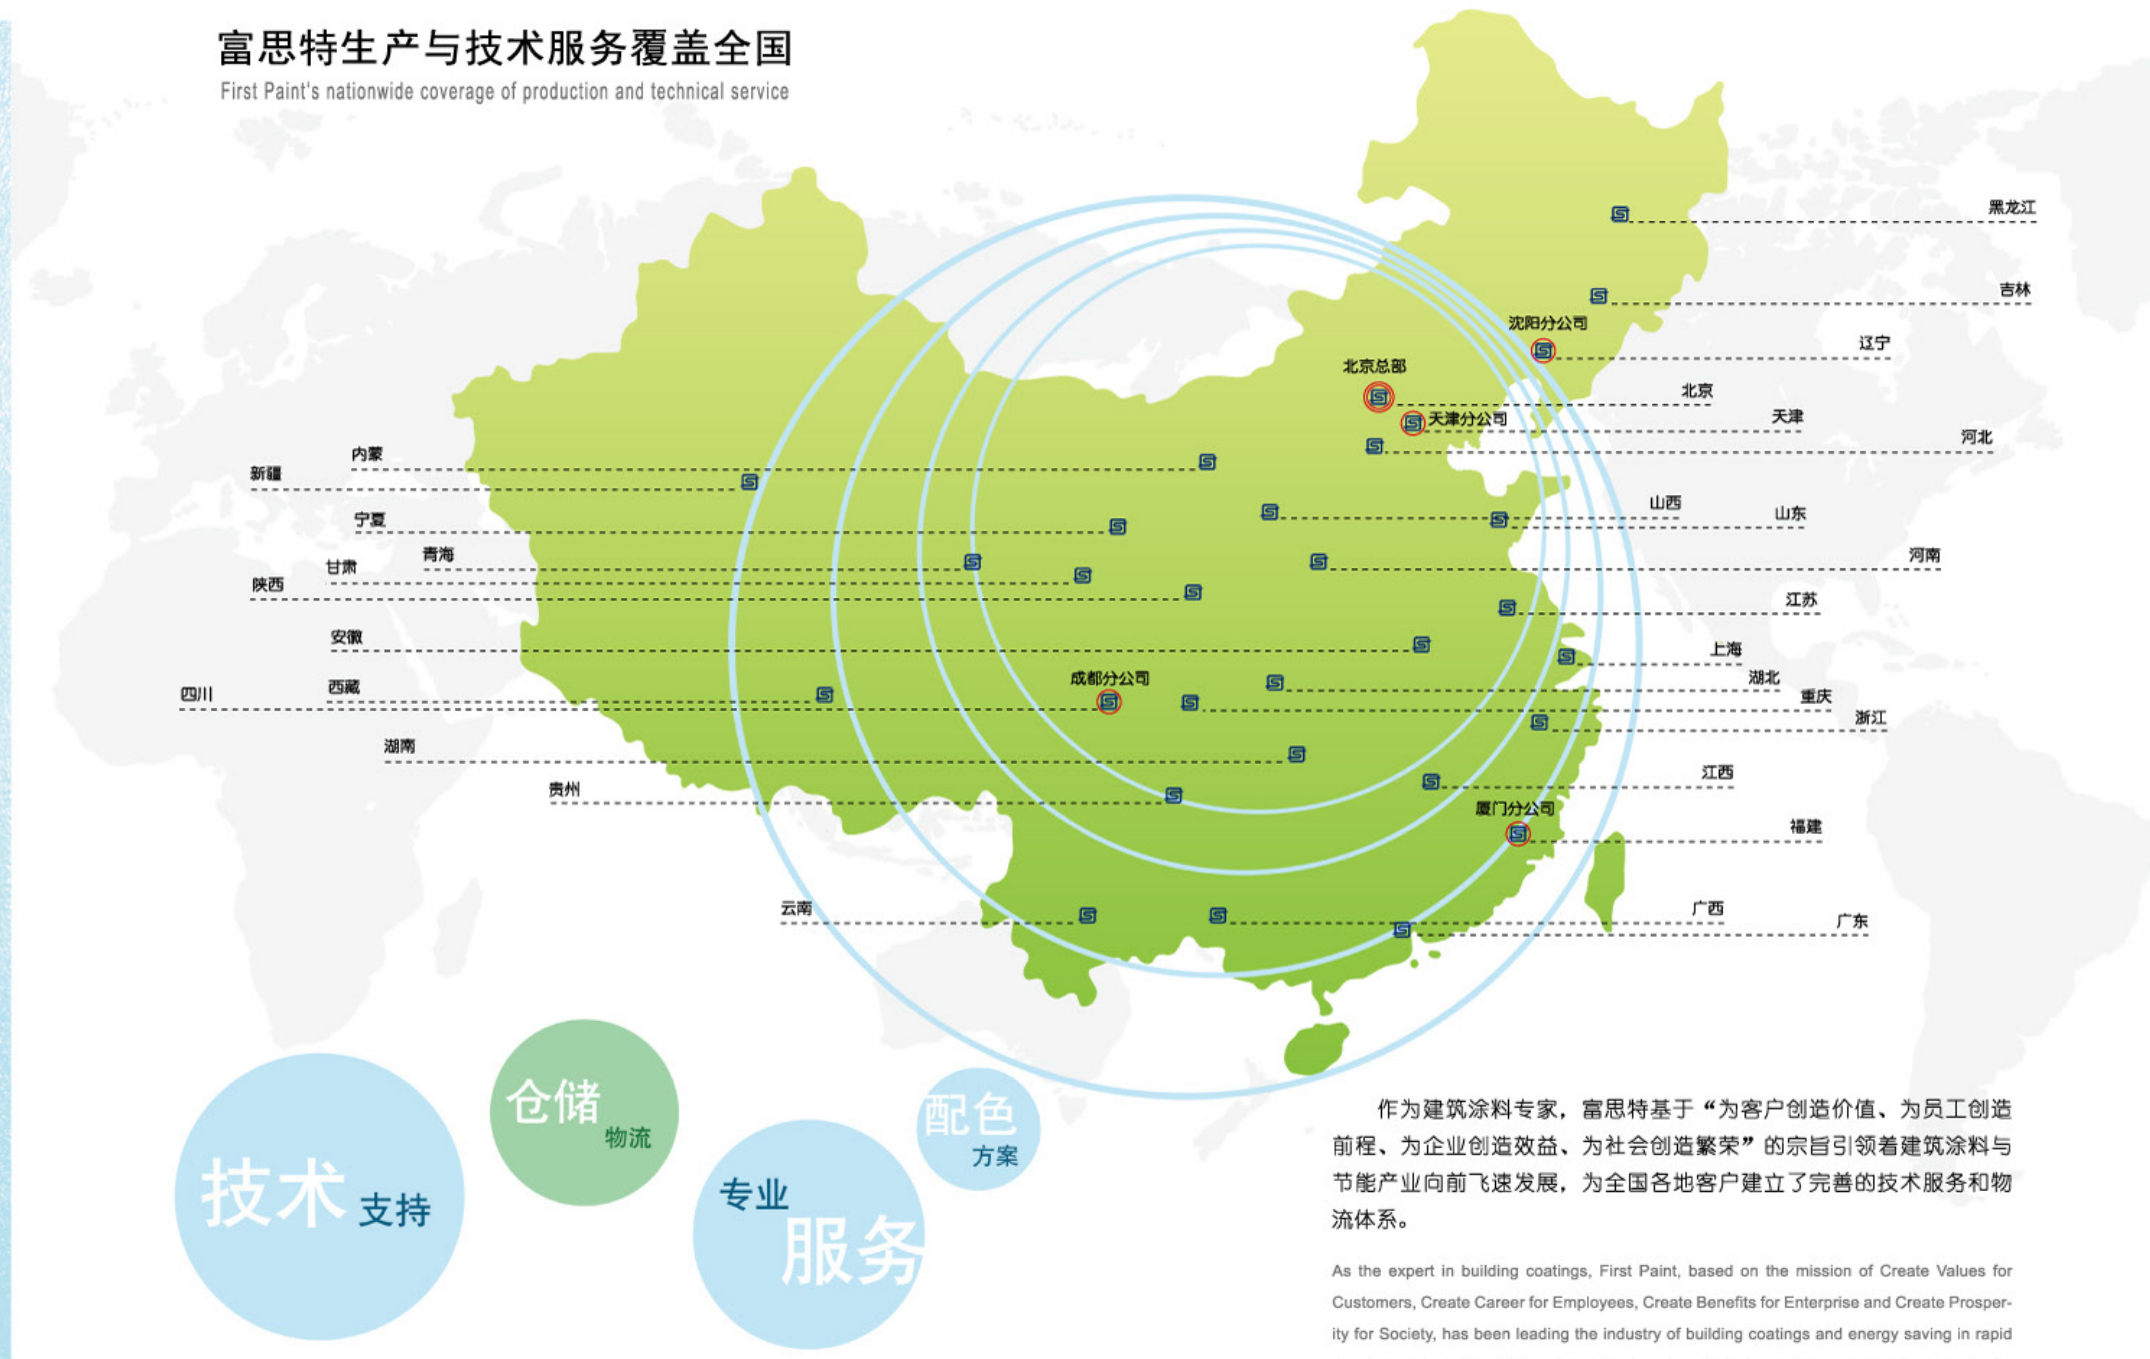 富思特生产与技术服务覆盖全国
First Paint's nationwide coverage of production and technical service
黑龙江
吉林
沈阳分公司
辽宁
北京总部
北京
天津分公司
天津
河北
内蒙
新疆
山西
山东
宁夏
青海
甘肃
陕西
河南
江苏
安徽
上海
成都分公司
湖北
四川
西藏
重庆
浙江
湖南
江西
贵州
厦门分公司
福建
云南
广西
广东
技术 支持
仓储
物流
专业
服务
配色
方案
作为建筑涂料专家，富思特基于“为客户创造价值、为员工创造
前程、为企业创造效益、为社会创造繁荣”的宗旨引领着建筑涂料与
节能产业向前飞速发展，为全国各地客户建立了完善的技术服务和物
流体系。
As the expert in building coatings, First Paint, based on the mission of Create Values for
Customers, Create Career for Employees, Create Benefits for Enterprise and Create Prosper-
ity for Society, has been leading the industry of building coatings and energy saving in rapid